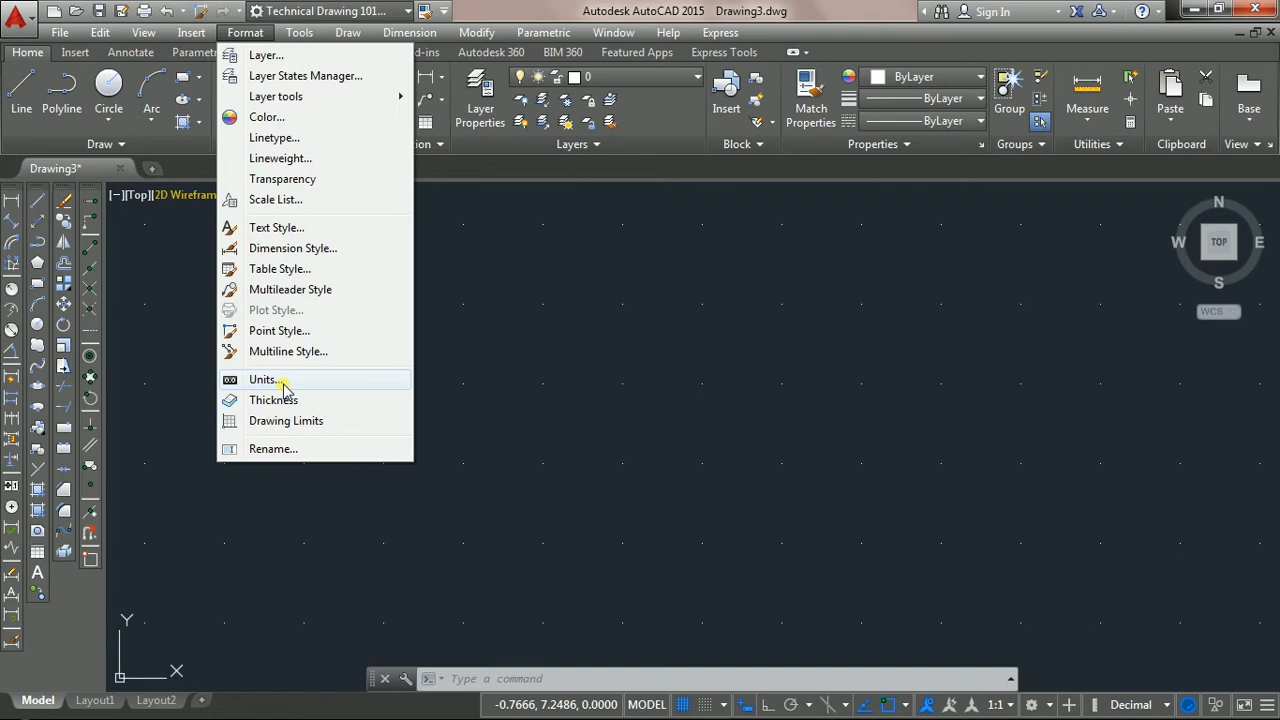 Technical Drawing 101...
Autodesk AutoCAD 2015 Drawing3.dwg
Sign In
File Edit View Insert Format Tools Draw Dimension Modify Parametric Window Help Express
Home Insert Annotate d-ins Autodesk 360 BIM 360 Featured Apps Express Tools
Line Polyline Circle Arc
Layer Properties
0
Insert
Match Properties
ByLayer
ByLayer
ByLayer
Group
Measure
Paste
Base
Draw Layers Block Properties Groups Utilities Clipboard View
Drawing3*
[−][Top][2D Wirefram
Layer...
Layer States Manager...
Layer tools
Color...
Linetype...
Lineweight...
Transparency
Scale List...
Text Style...
Dimension Style...
Table Style...
Multileader Style
Plot Style...
Point Style...
Multiline Style...
Units...
Thickness
Drawing Limits
Rename...
N
W TOP E
S
WCS
Y
X
Type a command
Model Layout1 Layout2 +
-0.7666, 7.2456, 0.0000 MODEL 1:1 Decimal